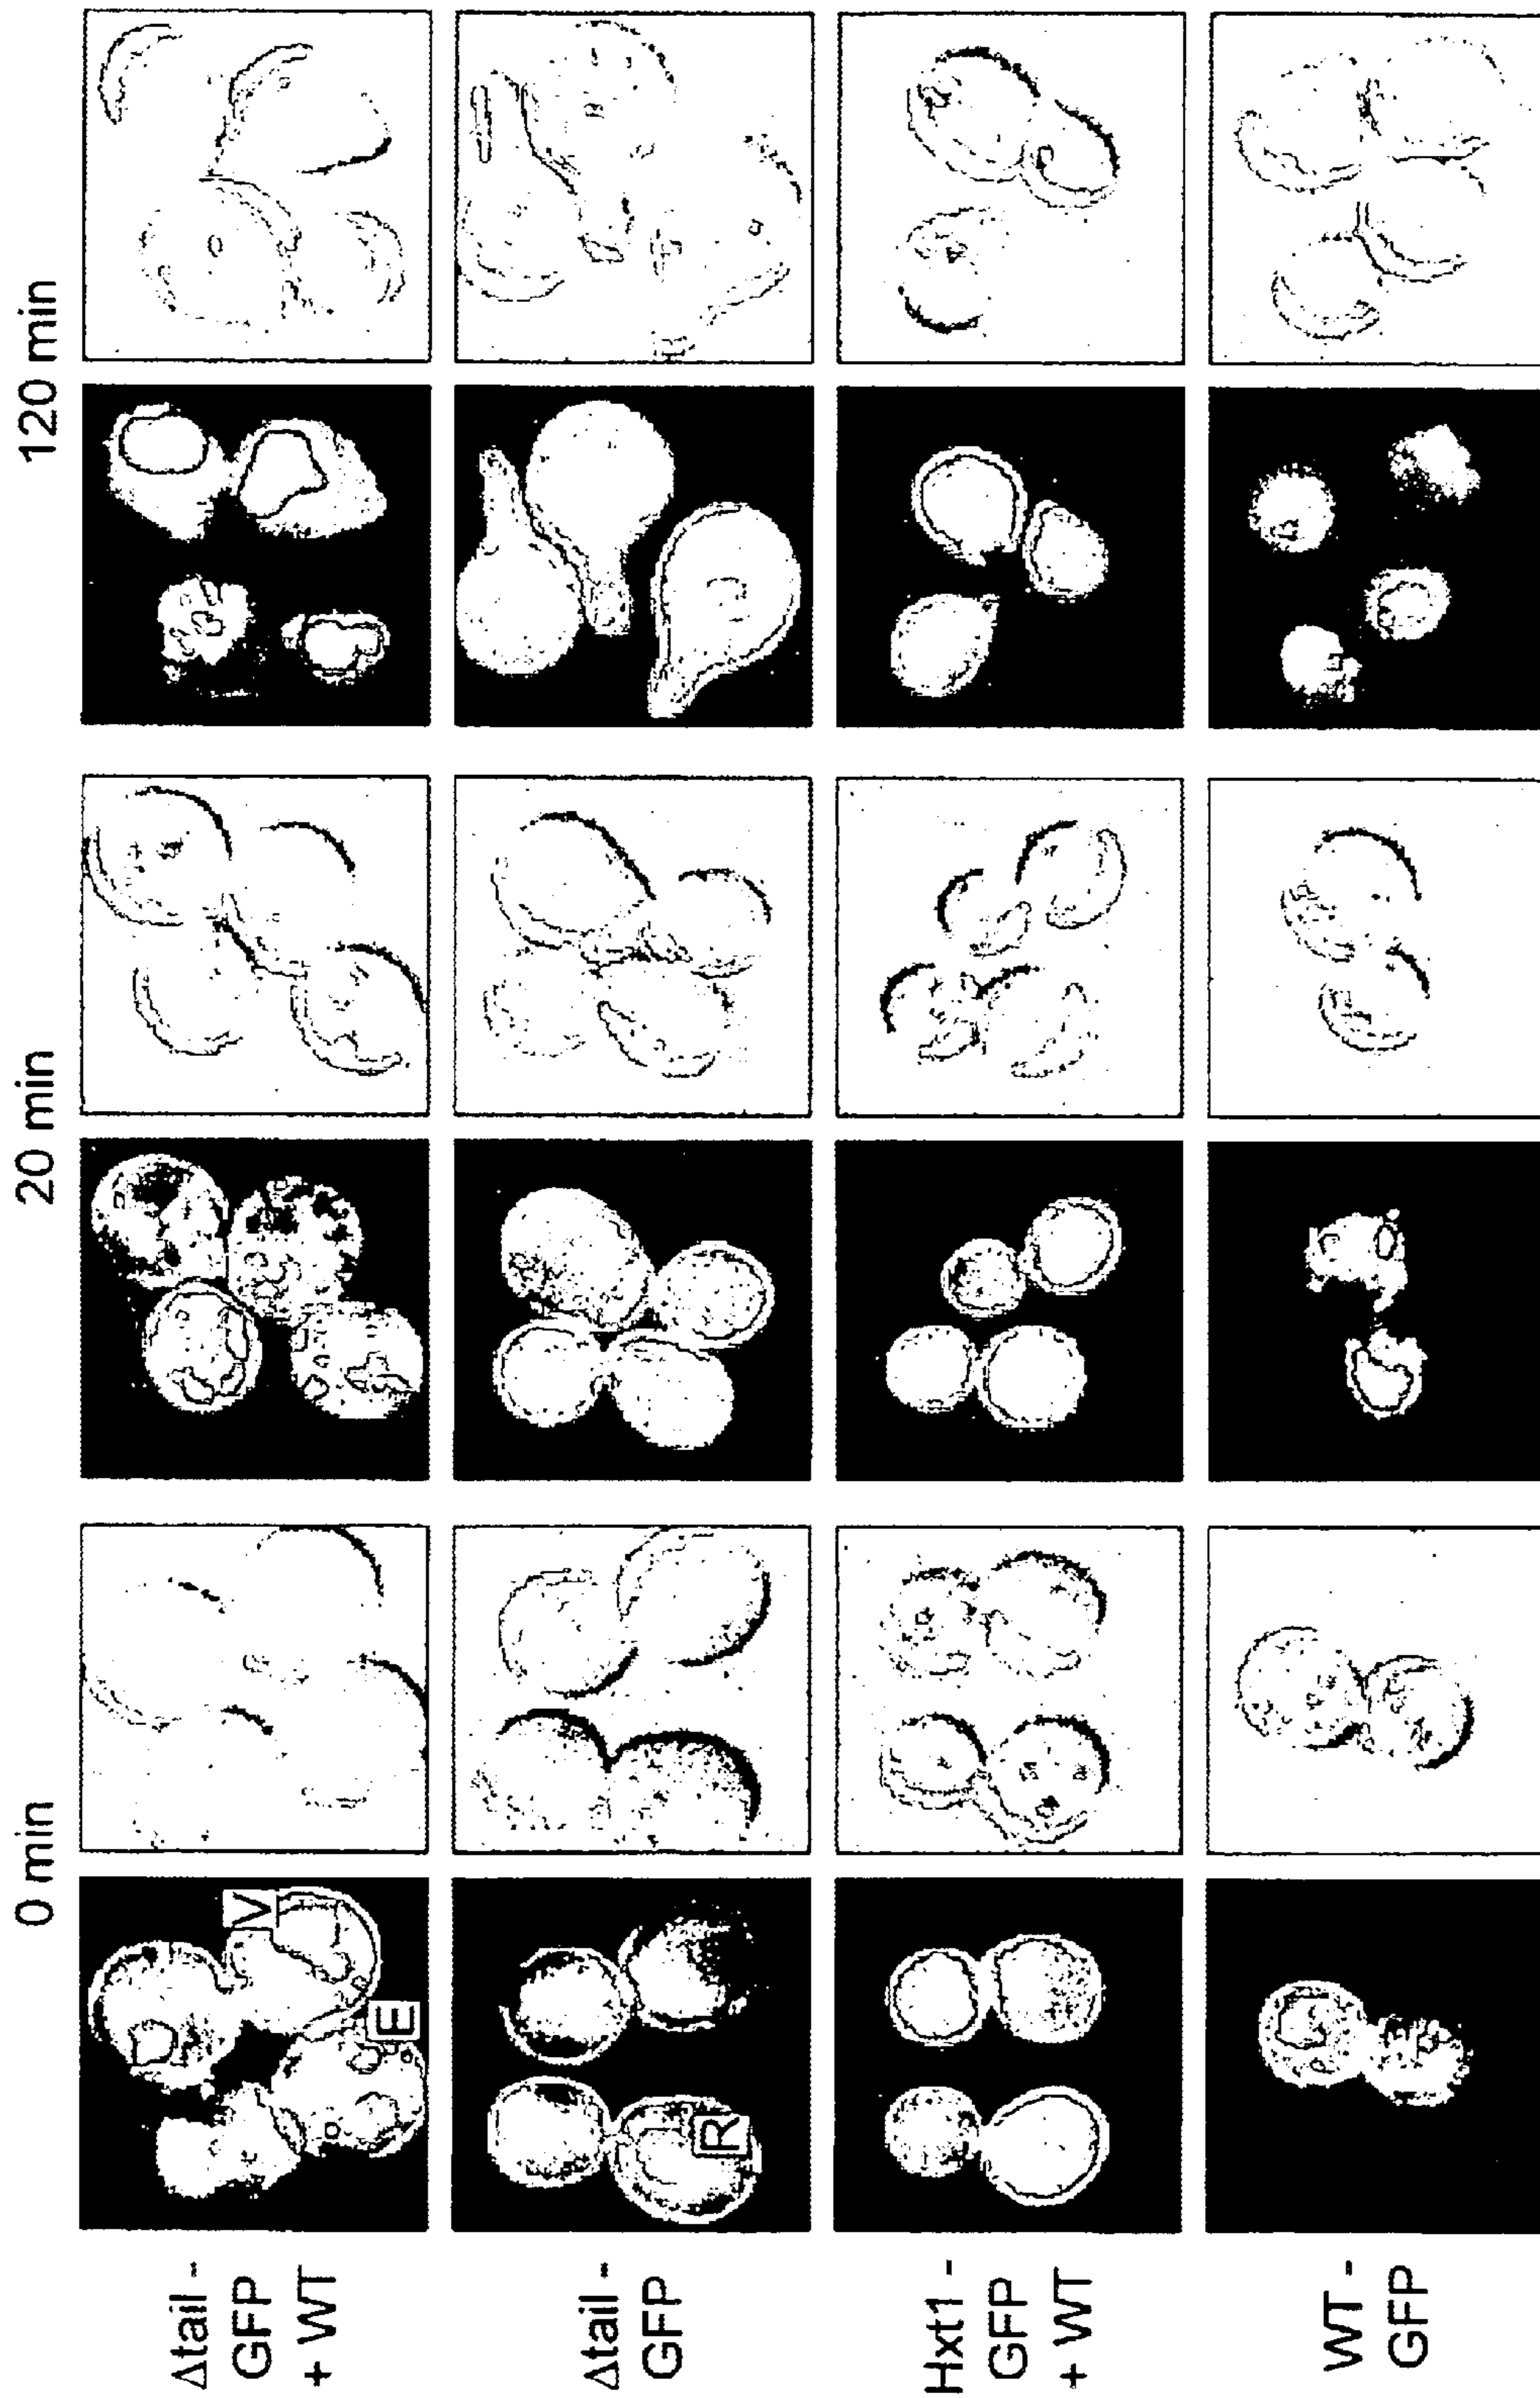 0 min
20 min
120 min
Δtail -
GFP
+ WT
Δtail -
GFP
Hxt1 -
GFP
+ WT
WT -
GFP
V
E
R